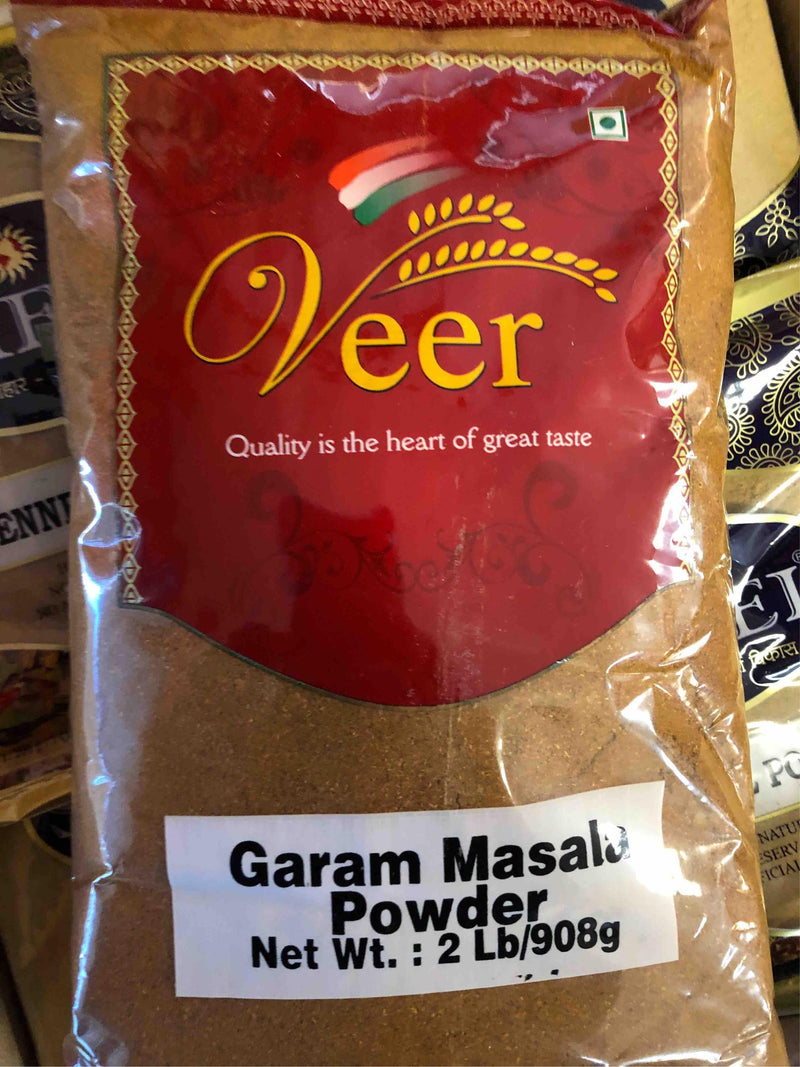 Veer
Quality is the heart of great taste
Garam Masala
Powder
Net Wt. : 2 Lb/908g